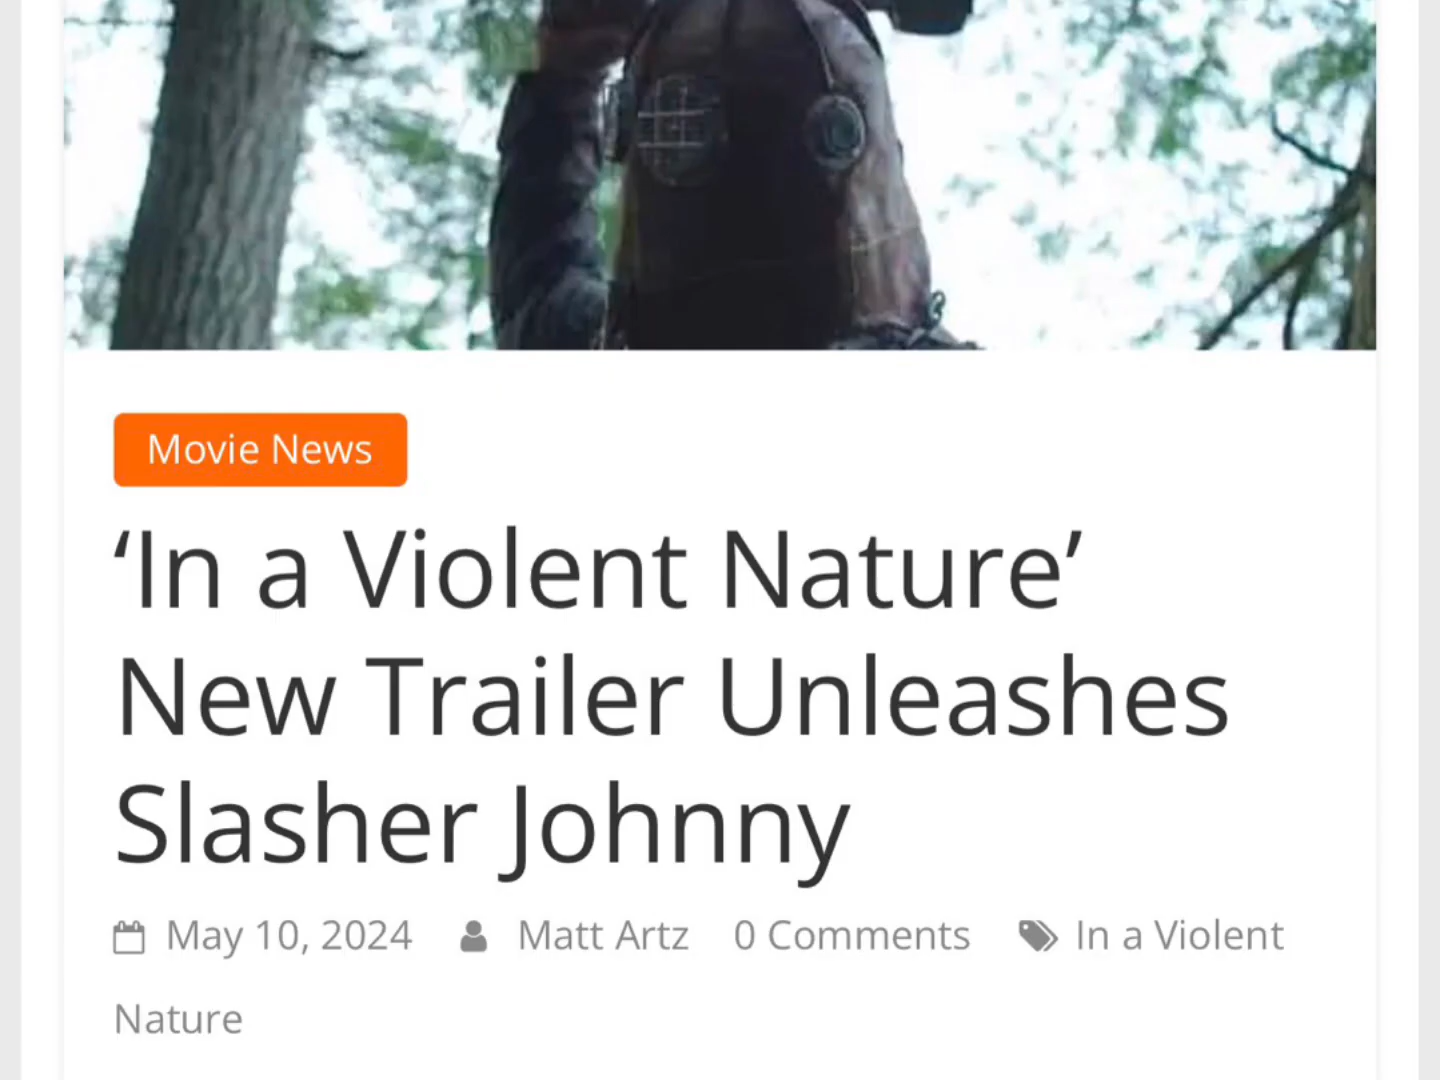 Movie News
‘In a Violent Nature’
New Trailer Unleashes
Slasher Johnny
May 10, 2024 Matt Artz 0 Comments In a Violent
Nature